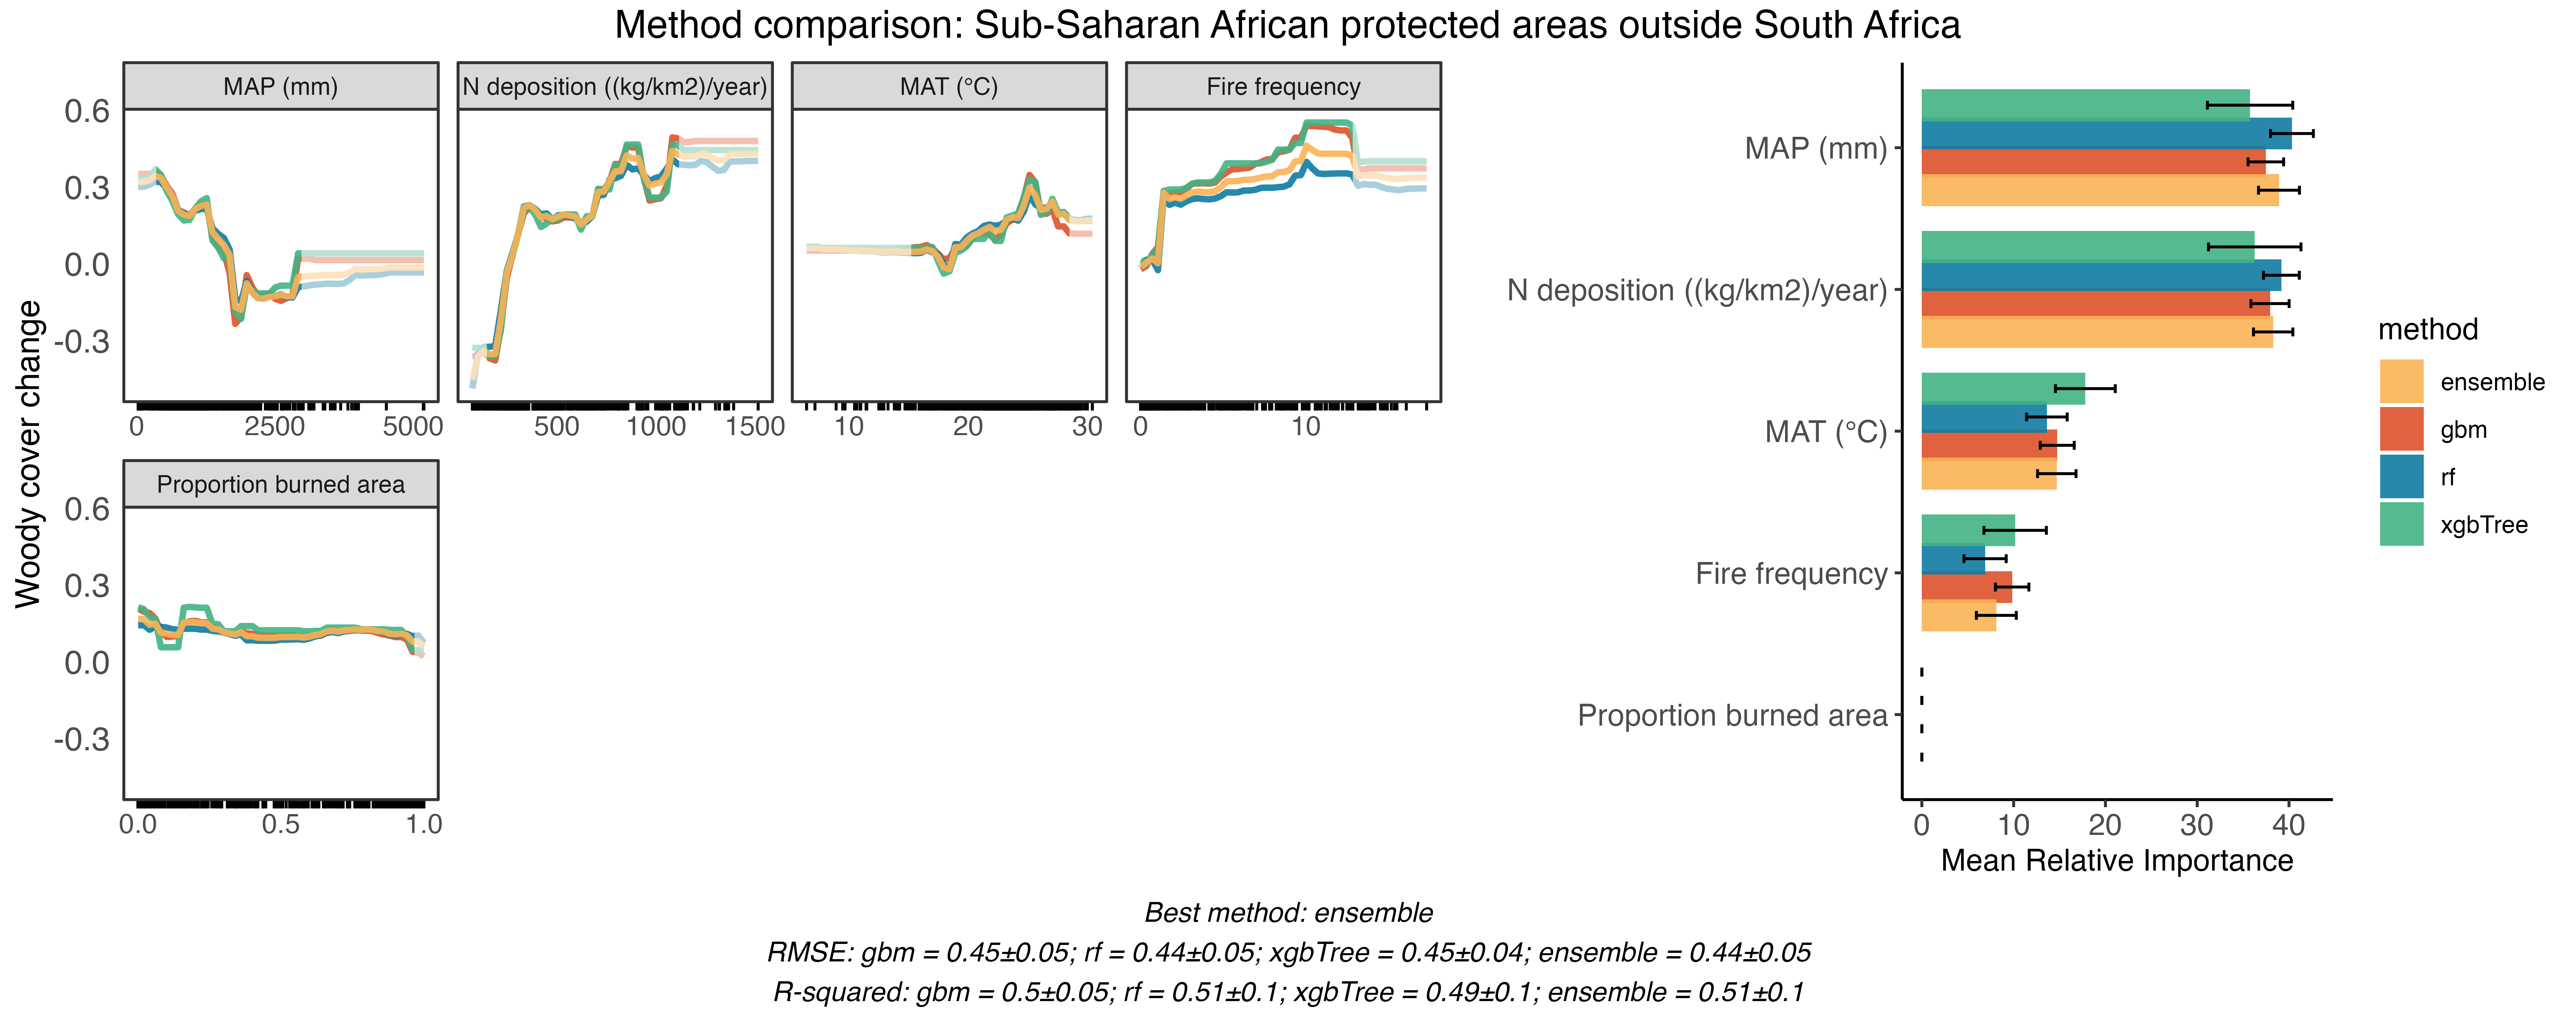 Method comparison: Sub-Saharan African protected areas outside South Africa
MAP (mm)
N deposition ((kg/km2)/year)
MAT (°C)
Fire frequency
0.6
0.3
0.0
-0.3
0
2500
5000
500
1000
1500
10
20
30
0
10
Woody cover change
Proportion burned area
0.6
0.3
0.0
-0.3
0.0
0.5
1.0
MAP (mm)
N deposition ((kg/km2)/year)
MAT (°C)
Fire frequency
Proportion burned area
0
10
20
30
40
Mean Relative Importance
method
ensemble
gbm
rf
xgbTree
Best method: ensemble
RMSE: gbm = 0.45±0.05; rf = 0.44±0.05; xgbTree = 0.45±0.04; ensemble = 0.44±0.05
R-squared: gbm = 0.5±0.05; rf = 0.51±0.1; xgbTree = 0.49±0.1; ensemble = 0.51±0.1